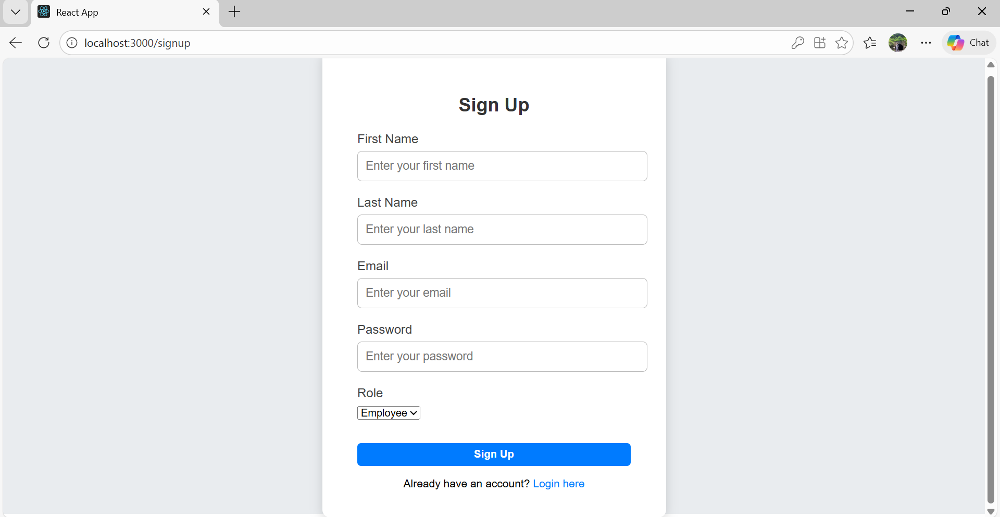 React App
localhost:3000/signup
Chat
Sign Up
First Name
Enter your first name
Last Name
Enter your last name
Email
Enter your email
Password
Enter your password
Role
Employee
Sign Up
Already have an account? Login here